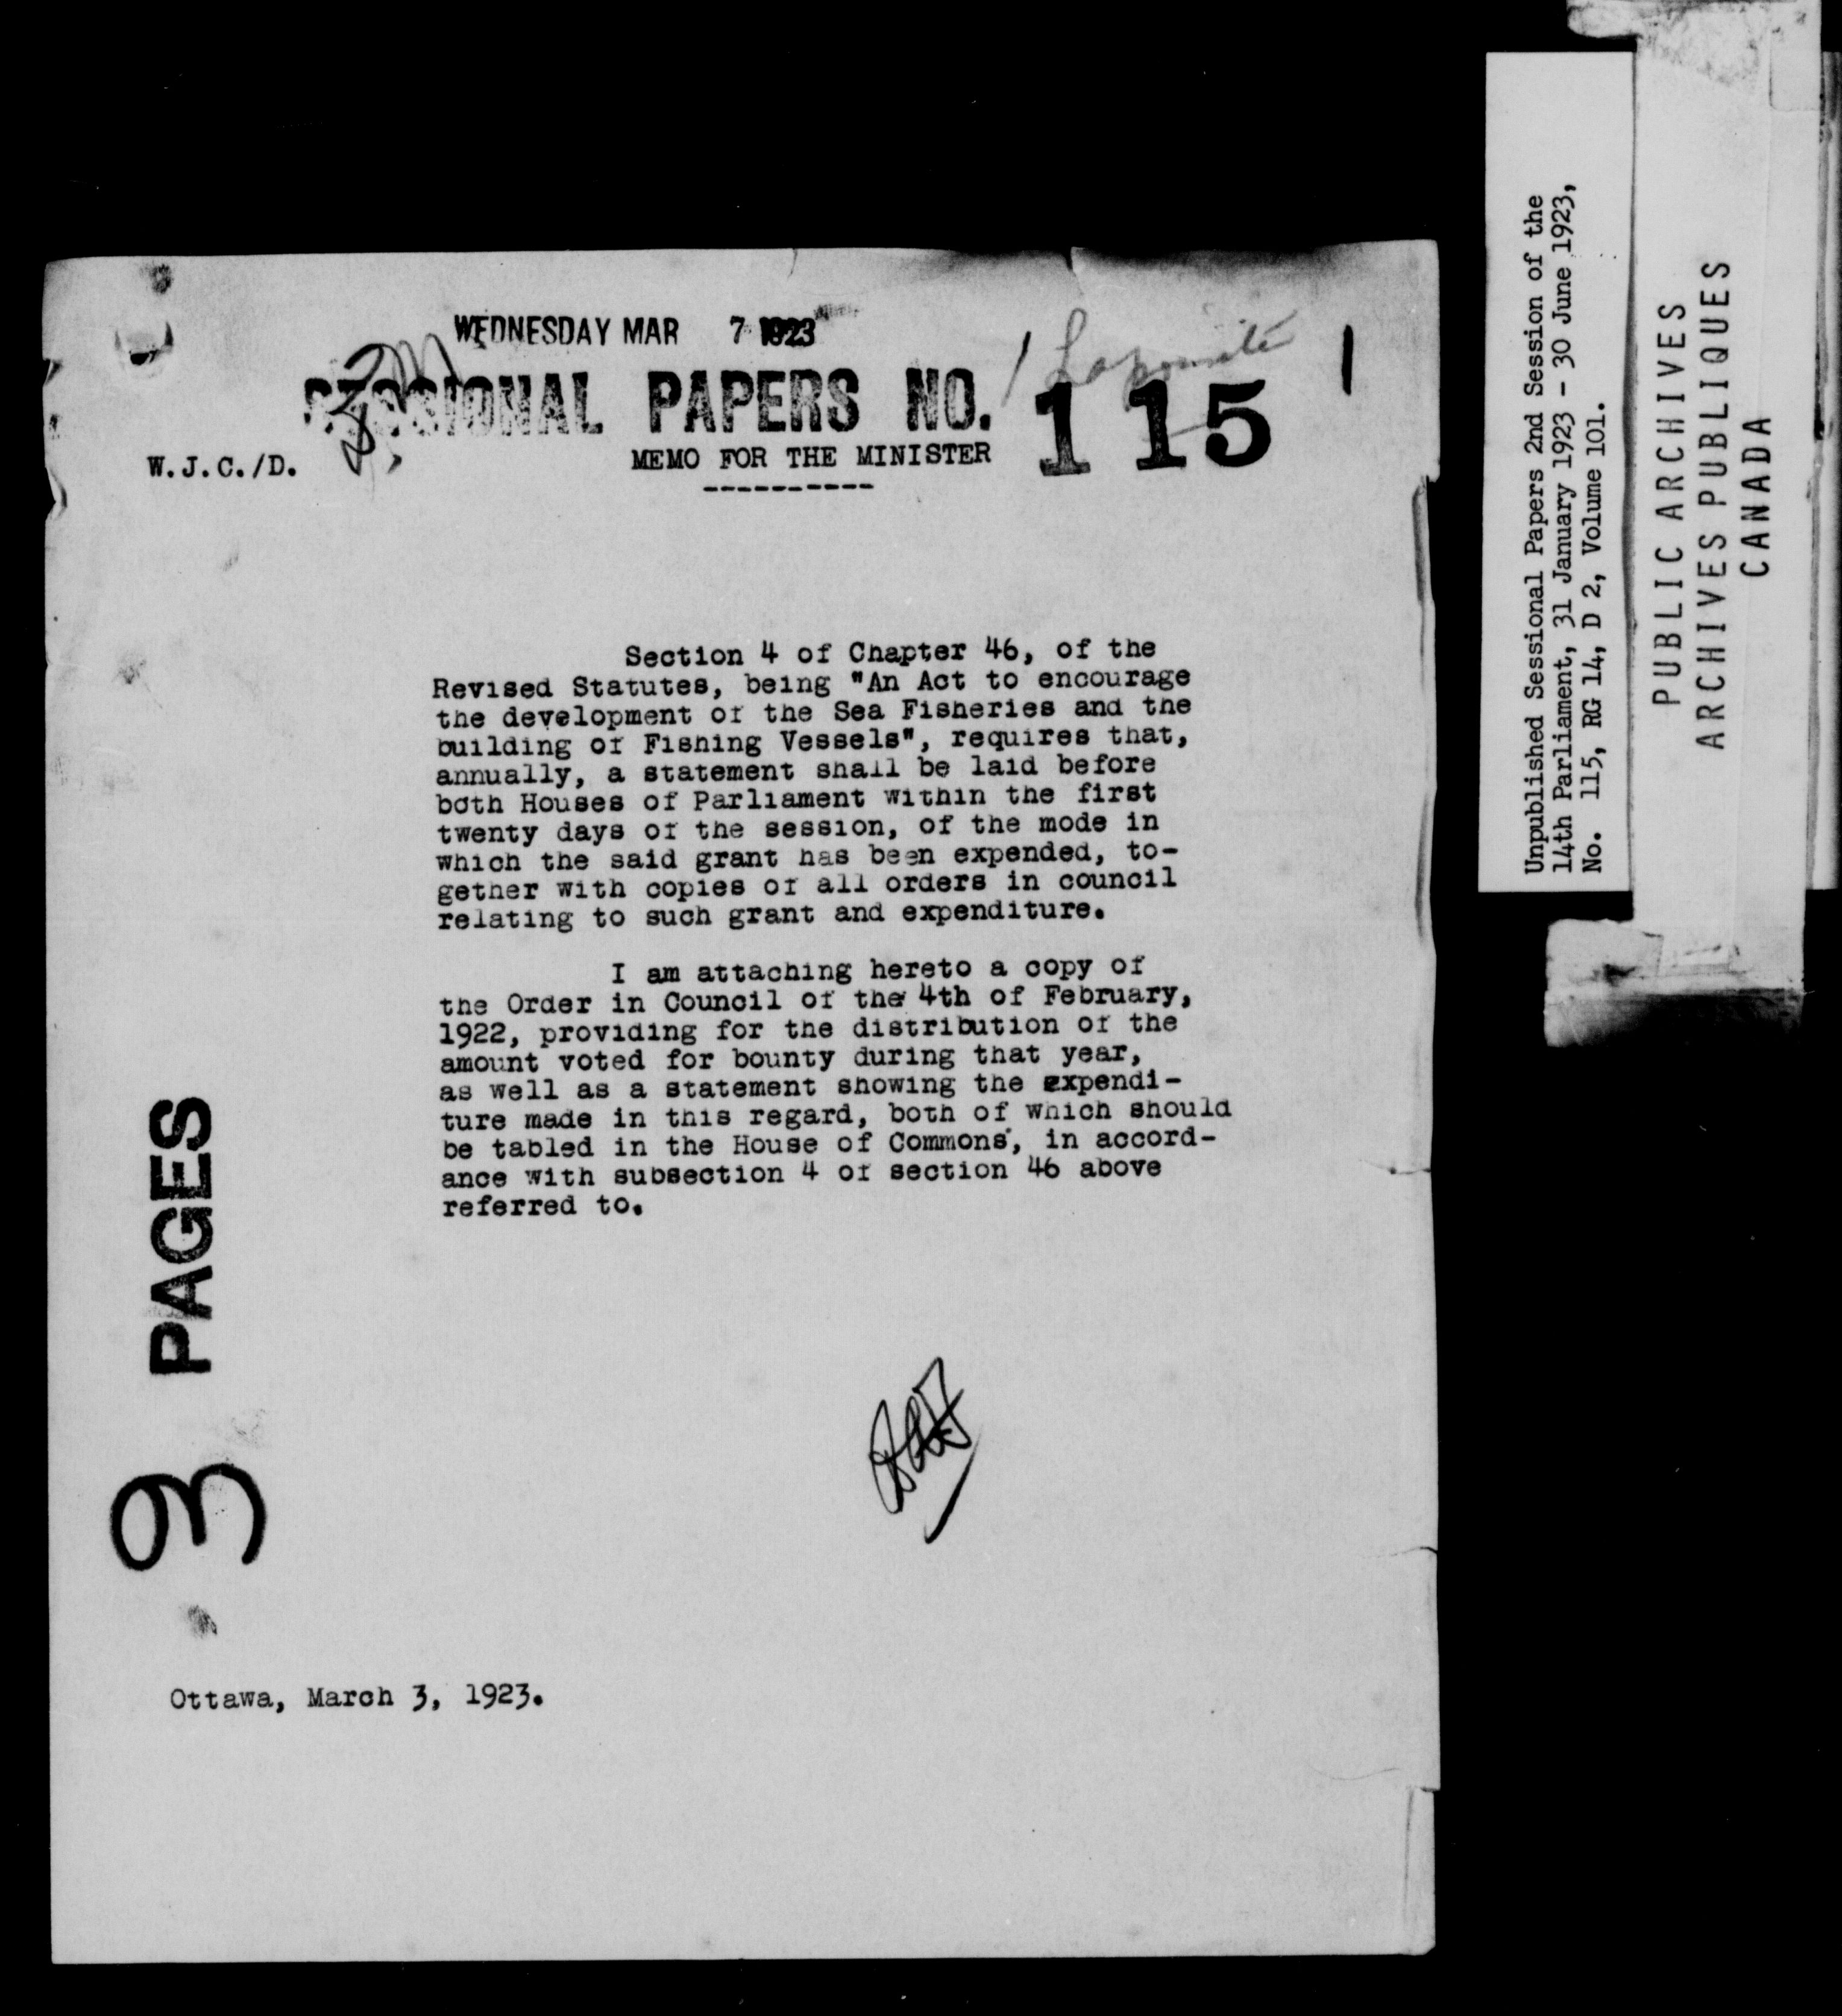 WEDNESDAY MAR 7 1923
Lapointe
SESSIONAL PAPERS NO. 115
W.J.C./D.
MEMO FOR THE MINISTER
----------
Section 4 of Chapter 46, of the
Revised Statutes, being "An Act to encourage
the development of the Sea Fisheries and the
building of Fishing Vessels", requires that,
annually, a statement shall be laid before
both Houses of Parliament within the first
twenty days of the session, of the mode in
which the said grant has been expended, to-
gether with copies of all orders in council
relating to such grant and expenditure.
I am attaching hereto a copy of
the Order in Council of the 4th of February,
1922, providing for the distribution of the
amount voted for bounty during that year,
as well as a statement showing the expendi-
ture made in this regard, both of which should
be tabled in the House of Commons, in accord-
ance with subsection 4 of section 46 above
referred to.
3 PAGES
Ottawa, March 3, 1923.
Unpublished Sessional Papers 2nd Session of the
14th Parliament, 31 January 1923 - 30 June 1923,
No. 115, RG 14, D 2, Volume 101.
PUBLIC ARCHIVES
ARCHIVES PUBLIQUES
CANADA